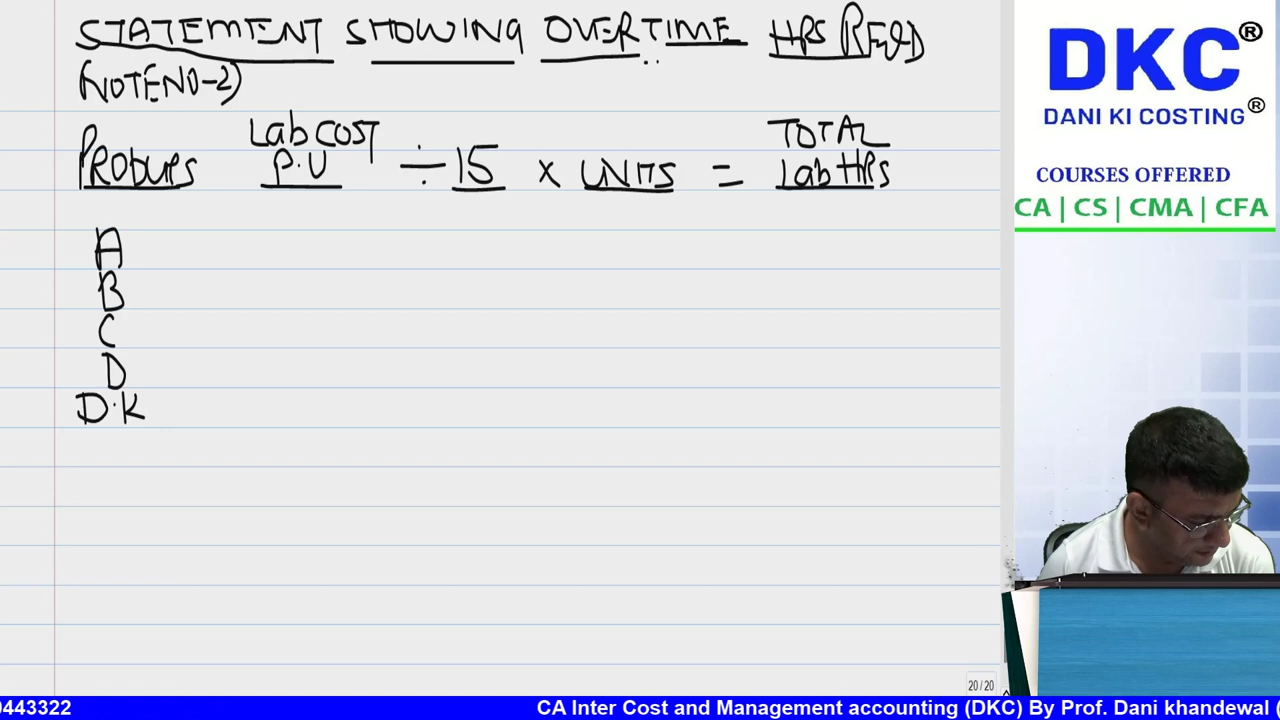 STATEMENT SHOWING OVERTIME HRS REQD
(NOTE NO-2)
PRODUCTS Lab COST P.U ÷ 15 × UNITS = TOTAL Lab HRS
A
B
C
D
D.K
20/20
DKC®
DANI KI COSTING®
COURSES OFFERED
CA | CS | CMA | CFA
0443322 CA Inter Cost and Management accounting (DKC) By Prof. Dani khandewal (